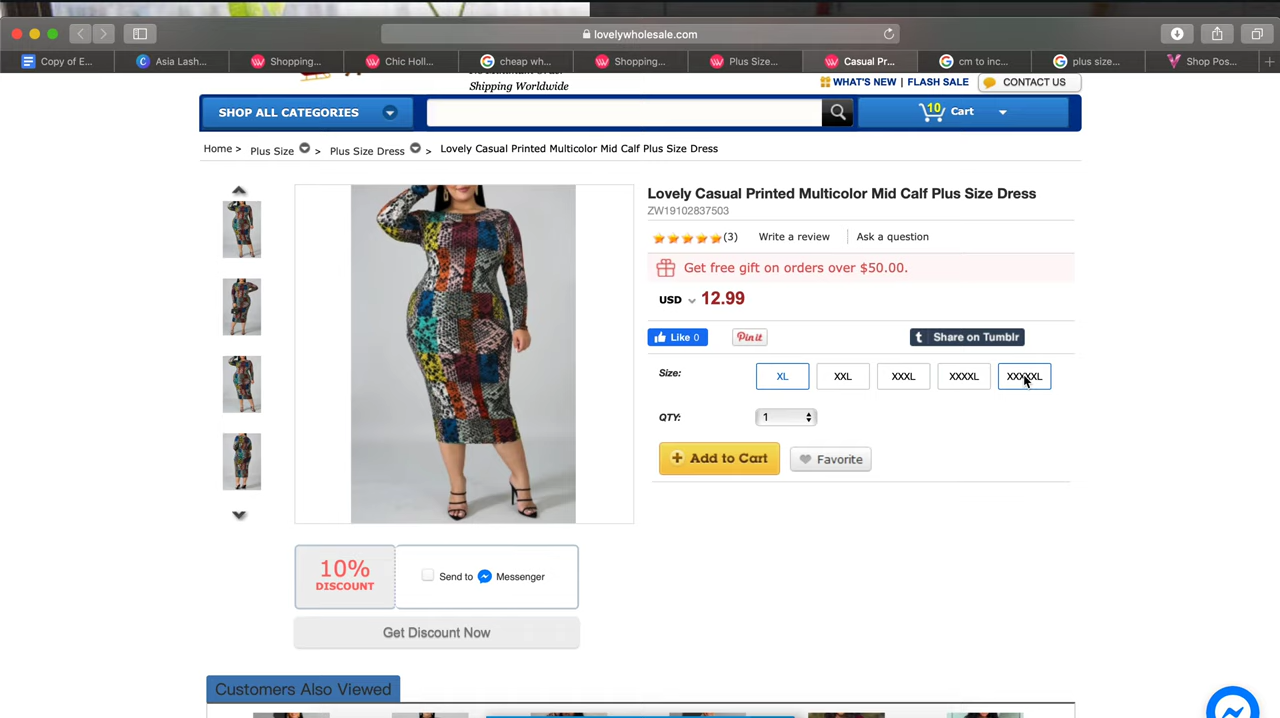 lovelywholesale.com
Copy of E...
Asia Lash...
Shopping...
Chic Holl...
cheap wh...
Shopping...
Plus Size...
Casual Pr...
cm to inc...
plus size...
Shop Pos...
Shipping Worldwide
WHAT'S NEW | FLASH SALE
CONTACT US
SHOP ALL CATEGORIES
10 Cart
Home > Plus Size > Plus Size Dress > Lovely Casual Printed Multicolor Mid Calf Plus Size Dress
Lovely Casual Printed Multicolor Mid Calf Plus Size Dress
ZW19102837503
(3) Write a review | Ask a question
Get free gift on orders over $50.00.
USD 12.99
Like 0
Pin it
t Share on Tumblr
Size: XL XXL XXXL XXXXL XXXXXL
QTY: 1
+ Add to Cart
Favorite
10%
DISCOUNT
Send to Messenger
Get Discount Now
Customers Also Viewed